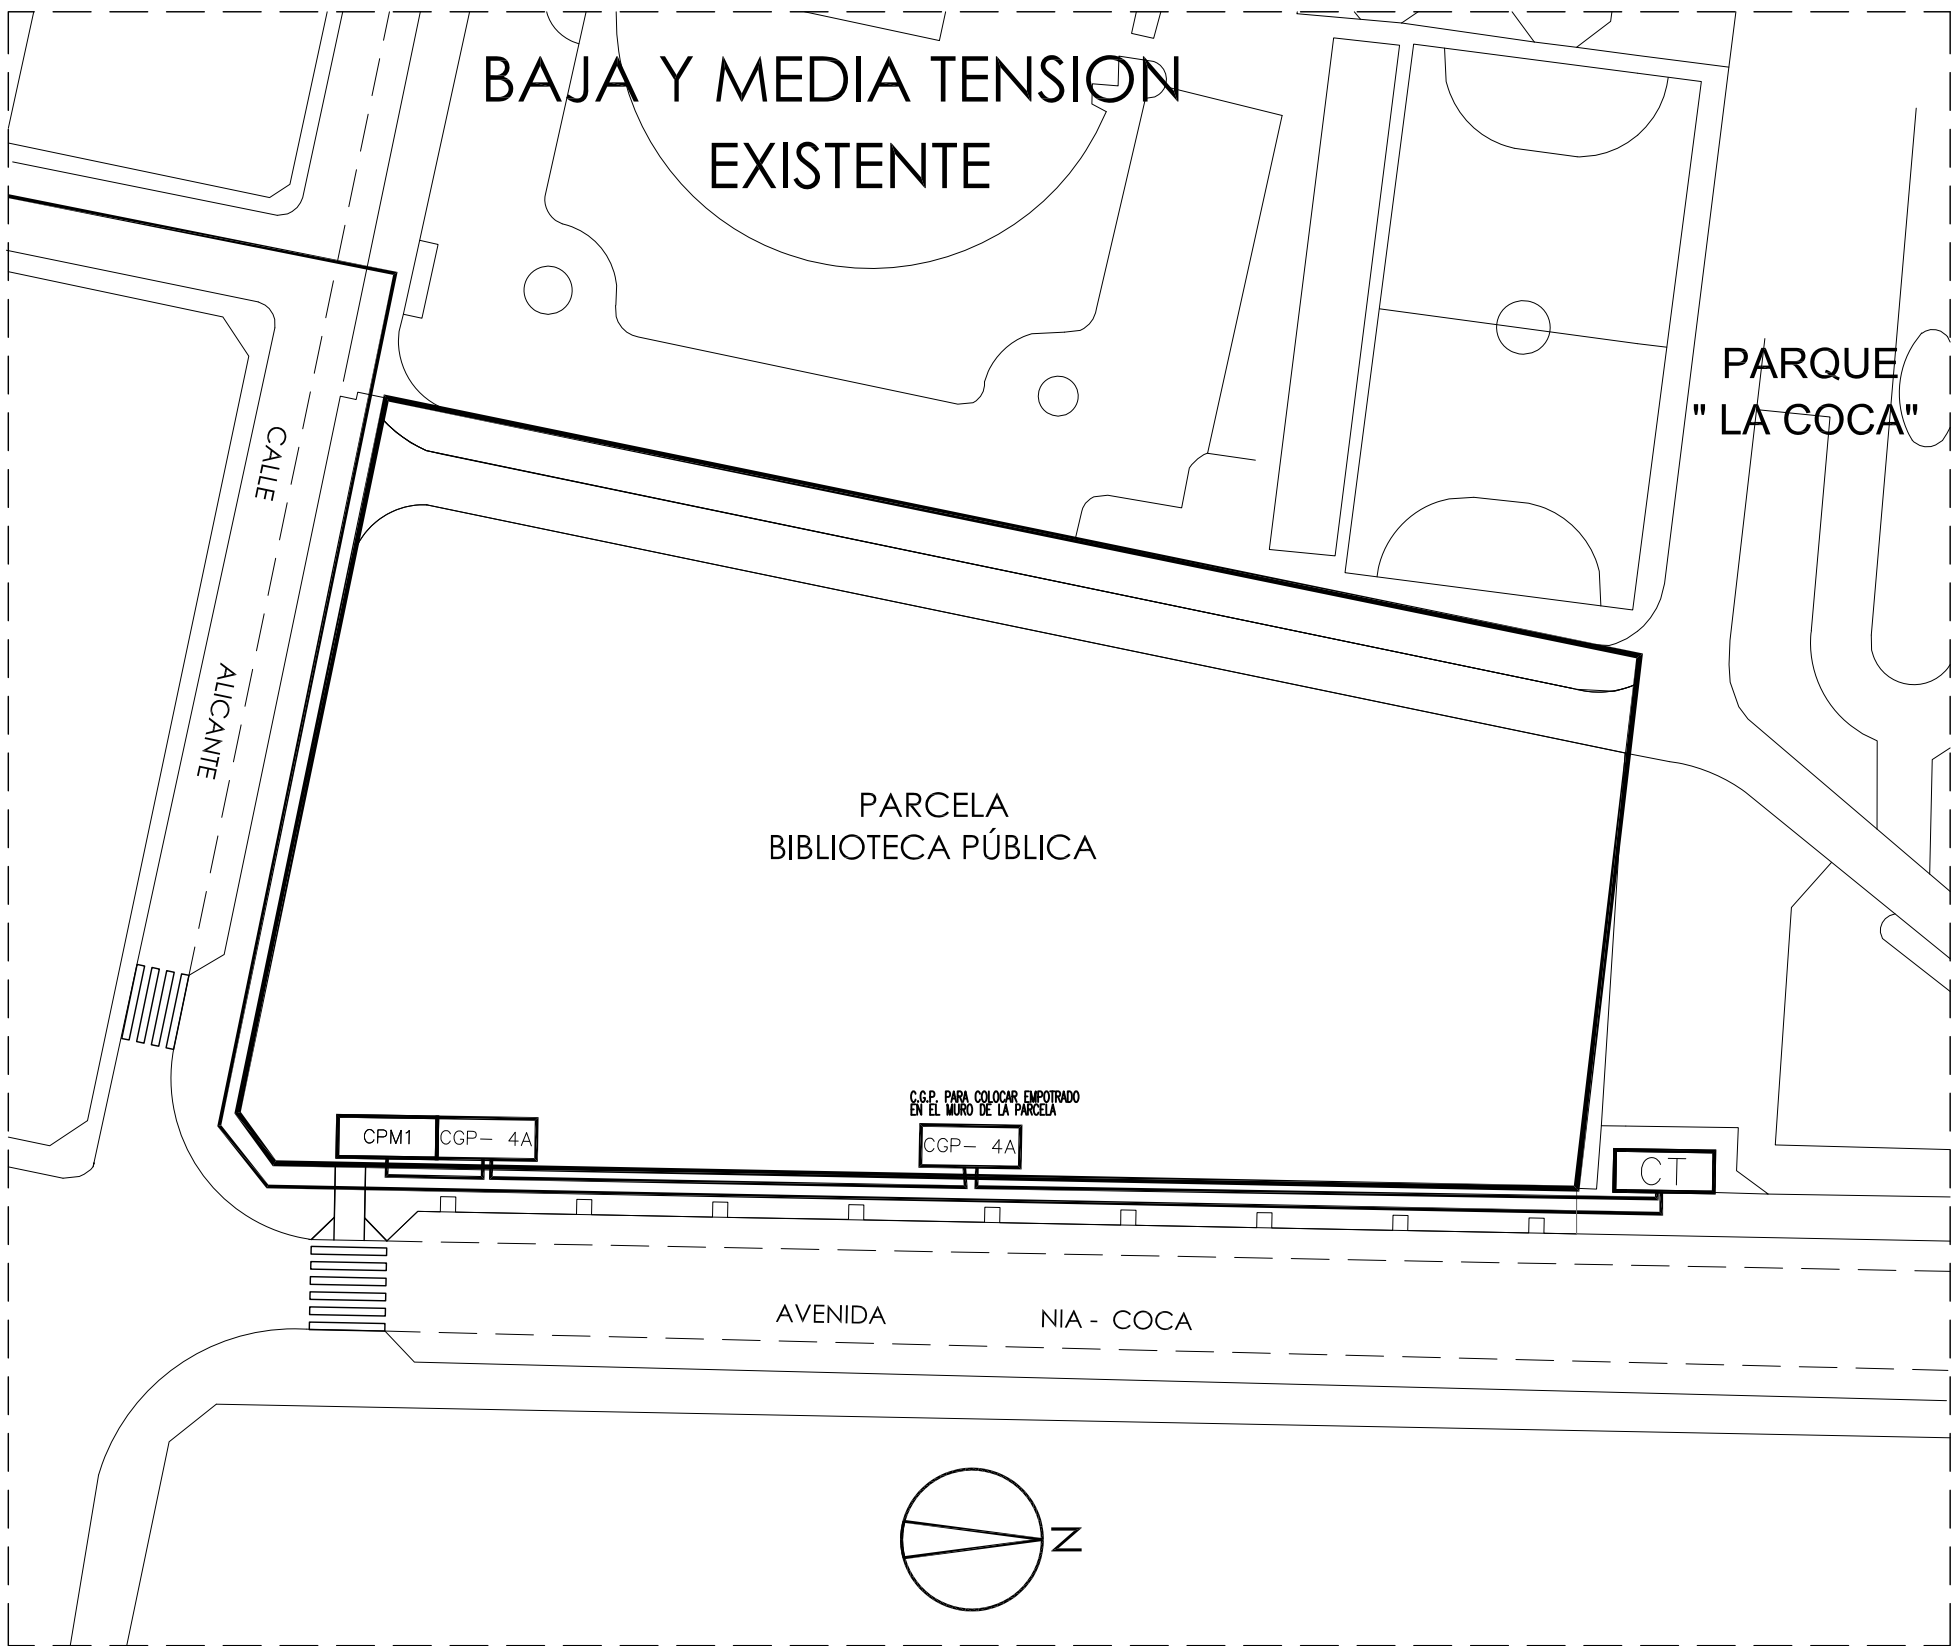 BAJA Y MEDIA TENSION
EXISTENTE
PARQUE
" LA COCA"
CALLE
ALICANTE
PARCELA
BIBLIOTECA PÚBLICA
C.G.P. PARA COLOCAR EMPOTRADO
EN EL MURO DE LA PARCELA
CPM1
CGP- 4A
CGP- 4A
CT
AVENIDA NIA - COCA
N